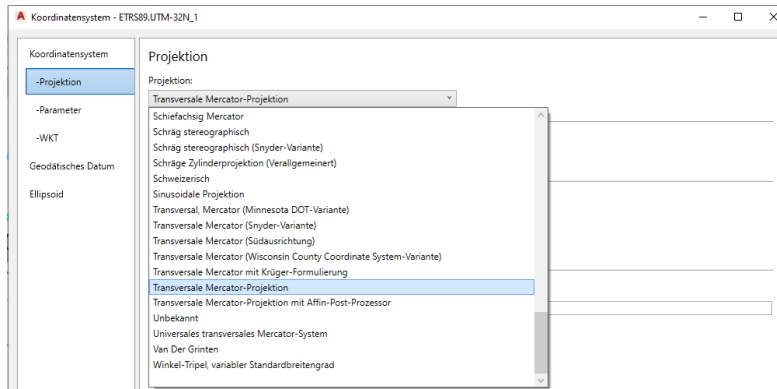 Koordinatensystem - ETRS89.UTM-32N_1
Koordinatensystem
-Projektion
-Parameter
-WKT
Geodätisches Datum
Ellipsoid
Projektion
Projektion:
Transversale Mercator-Projektion
Schiefachsig Mercator
Schräg stereographisch
Schräg stereographisch (Snyder-Variante)
Schräge Zylinderprojektion (Verallgemeinert)
Schweizerisch
Sinusoidale Projektion
Transversal, Mercator (Minnesota DOT-Variante)
Transversale Mercator (Snyder-Variante)
Transversale Mercator (Südausrichtung)
Transversale Mercator (Wisconsin County Coordinate System-Variante)
Transversale Mercator mit Krüger-Formulierung
Transversale Mercator-Projektion
Transversale Mercator-Projektion mit Affin-Post-Prozessor
Unbekannt
Universales transversales Mercator-System
Van Der Grinten
Winkel-Tripel, variabler Standardbreitengrad